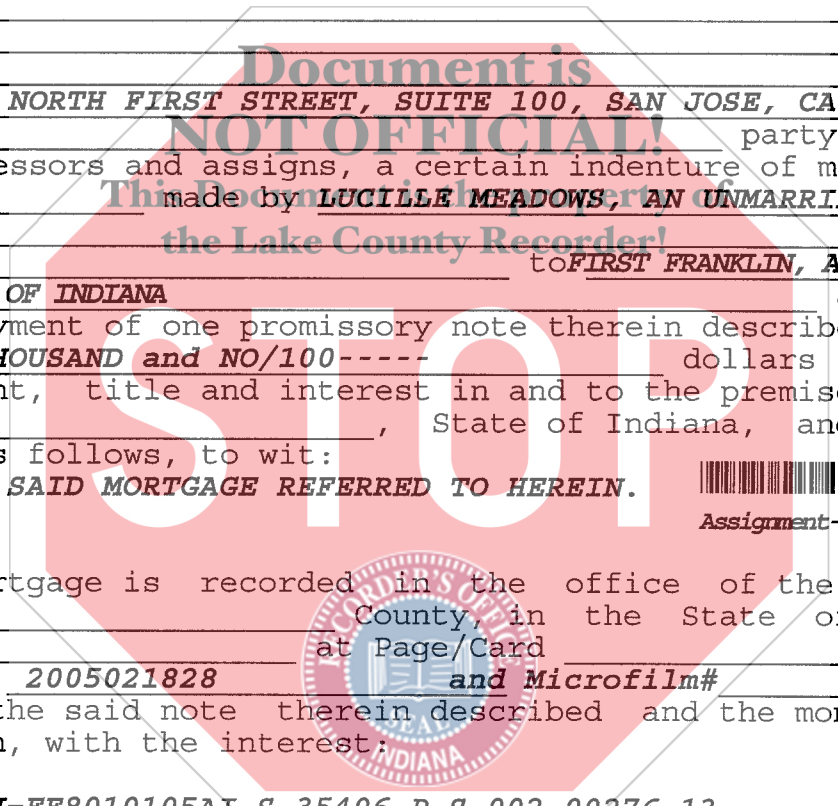 Document is
NORTH FIRST STREET, SUITE 100, SAN JOSE, CA
NOT OFFICIAL!
party
essors and assigns, a certain indenture of m
This Document is the property of
made by LUCILLE MEADOWS, AN UNMARRI
the Lake County Recorder!
to FIRST FRANKLIN, A
OF INDIANA
yment of one promissory note therein describe
HOUSAND and NO/100-----
dollars
nt, title and interest in and to the premise
STOP
, State of Indiana, and
s follows, to wit:
SAID MORTGAGE REFERRED TO HEREIN.
Assignment-
rtgage is recorded in the office of the
RECORDER'S OFFICE
County, in the State o
at Page/Card
2005021828 and Microfilm#
SEAL
the said note therein described and the mor
INDIANA
n, with the interest: